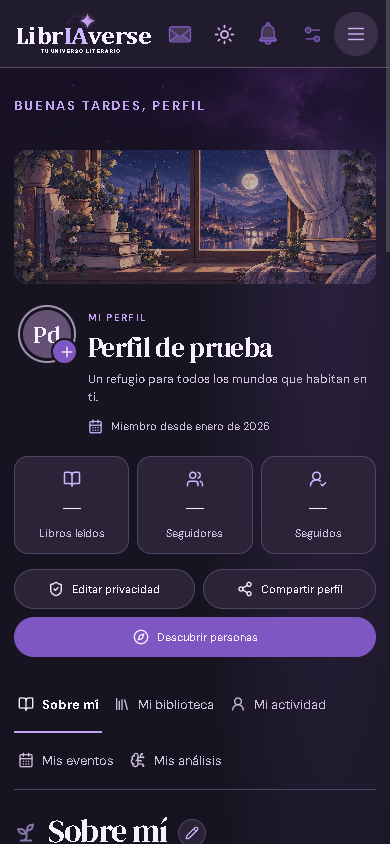 LibrIAverse
TU UNIVERSO LITERARIO
BUENAS TARDES, PERFIL
Pd
MI PERFIL
Perfil de prueba
Un refugio para todos los mundos que habitan en
ti.
Miembro desde enero de 2026
— — —
Libros leídos Seguidores Seguidos
Editar privacidad Compartir perfil
Descubrir personas
Sobre mí Mi biblioteca Mi actividad
Mis eventos Mis análisis
Sobre mí